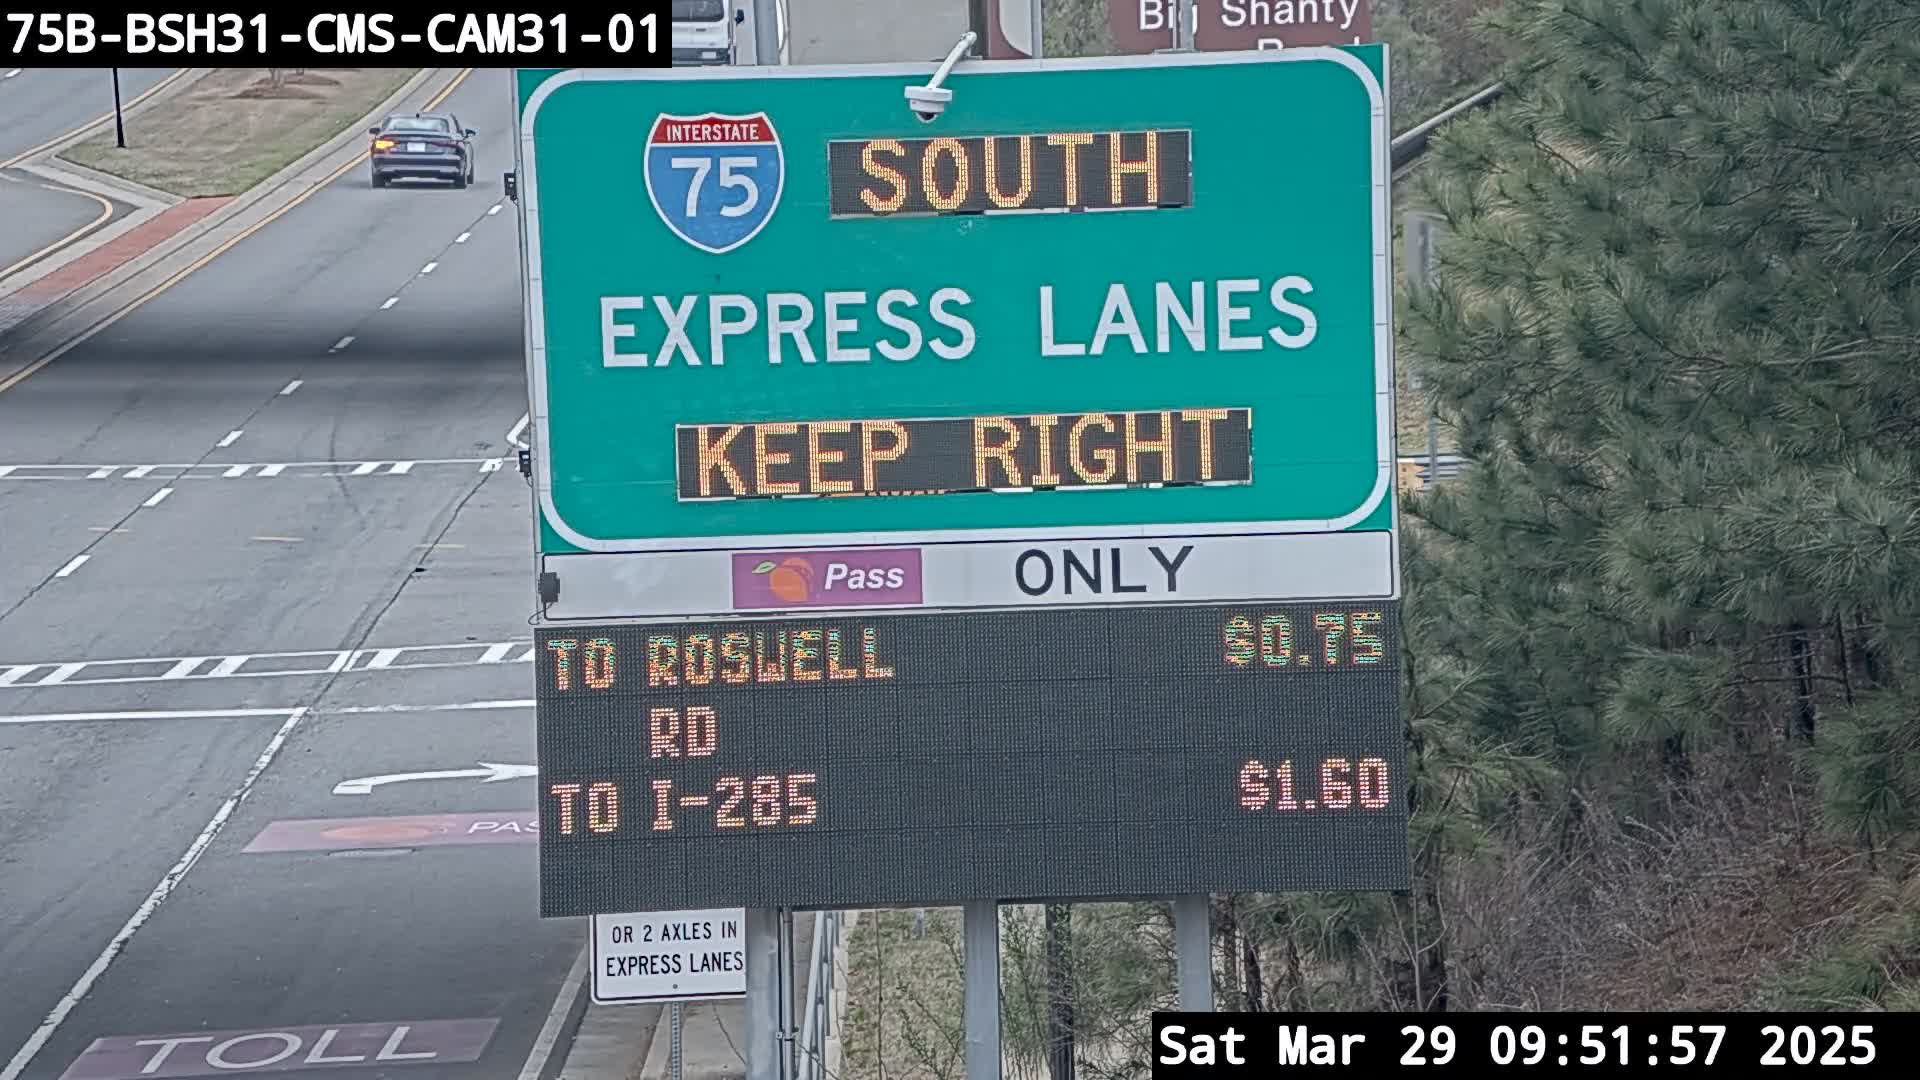 75B-BSH31-CMS-CAM31-01
Big Shanty
INTERSTATE
75
SOUTH
EXPRESS LANES
KEEP RIGHT
Pass
ONLY
TO ROSWELL $0.75
RD
TO I-285 $1.60
OR 2 AXLES IN
EXPRESS LANES
TOLL
Sat Mar 29 09:51:57 2025